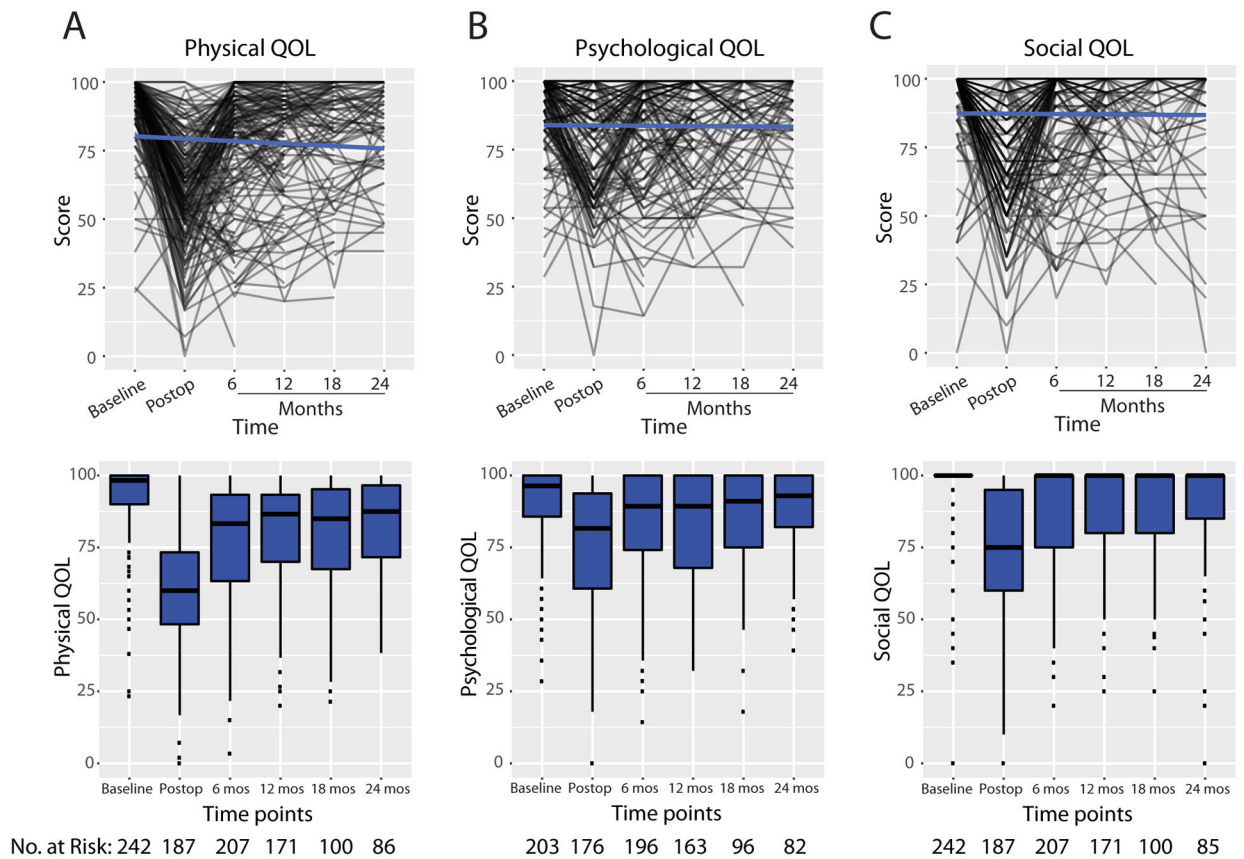 A
Physical QOL
Score
100
75
50
25
0
Baseline Postop 6 12 18 24
Months
Time
B
Psychological QOL
Score
100
75
50
25
0
Baseline Postop 6 12 18 24
Months
Time
C
Social QOL
Score
100
75
50
25
0
Baseline Postop 6 12 18 24
Months
Time
Physical QOL
100
75
50
25
0
Baseline Postop 6 mos 12 mos 18 mos 24 mos
Time points
No. at Risk: 242 187 207 171 100 86
Psychological QOL
100
75
50
25
0
Baseline Postop 6 mos 12 mos 18 mos 24 mos
Time points
203 176 196 163 96 82
Social QOL
100
75
50
25
0
Baseline Postop 6 mos 12 mos 18 mos 24 mos
Time points
242 187 207 171 100 85